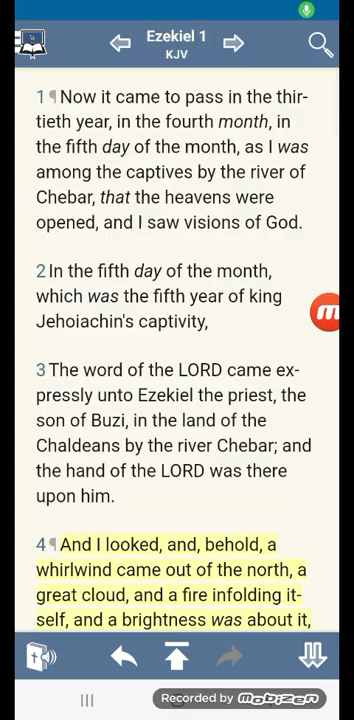 Ezekiel 1
KJV
1 ¶ Now it came to pass in the thir-
tieth year, in the fourth month, in
the fifth day of the month, as I was
among the captives by the river of
Chebar, that the heavens were
opened, and I saw visions of God.
2 In the fifth day of the month,
which was the fifth year of king
Jehoiachin's captivity,
3 The word of the LORD came ex-
pressly unto Ezekiel the priest, the
son of Buzi, in the land of the
Chaldeans by the river Chebar; and
the hand of the LORD was there
upon him.
4 ¶ And I looked, and, behold, a
whirlwind came out of the north, a
great cloud, and a fire infolding it-
self, and a brightness was about it,
Recorded by mobizen